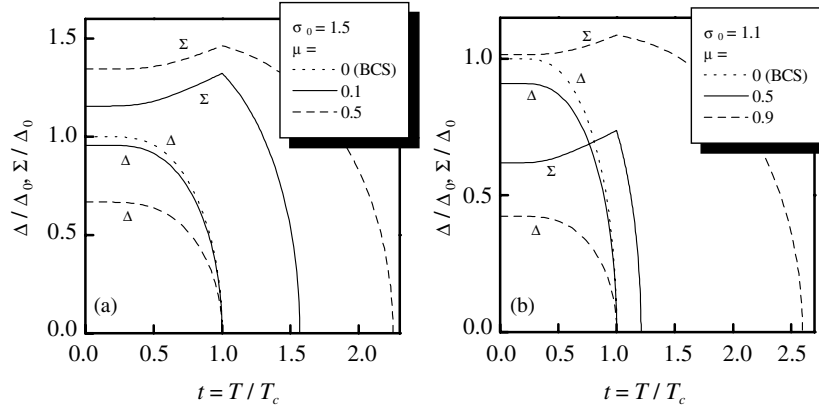 1.5
1.0
0.5
0.0
Δ / Δ₀, Σ / Δ₀
Σ
Σ
Δ
Δ
Δ
σ₀ = 1.5
μ =
0 (BCS)
0.1
0.5
(a)
0.0 0.5 1.0 1.5 2.0
t = T / T_c
1.0
0.5
0.0
Δ / Δ₀, Σ / Δ₀
Σ
Δ
Δ
Σ
Δ
σ₀ = 1.1
μ =
0 (BCS)
0.5
0.9
(b)
0.0 0.5 1.0 1.5 2.0 2.5
t = T / T_c